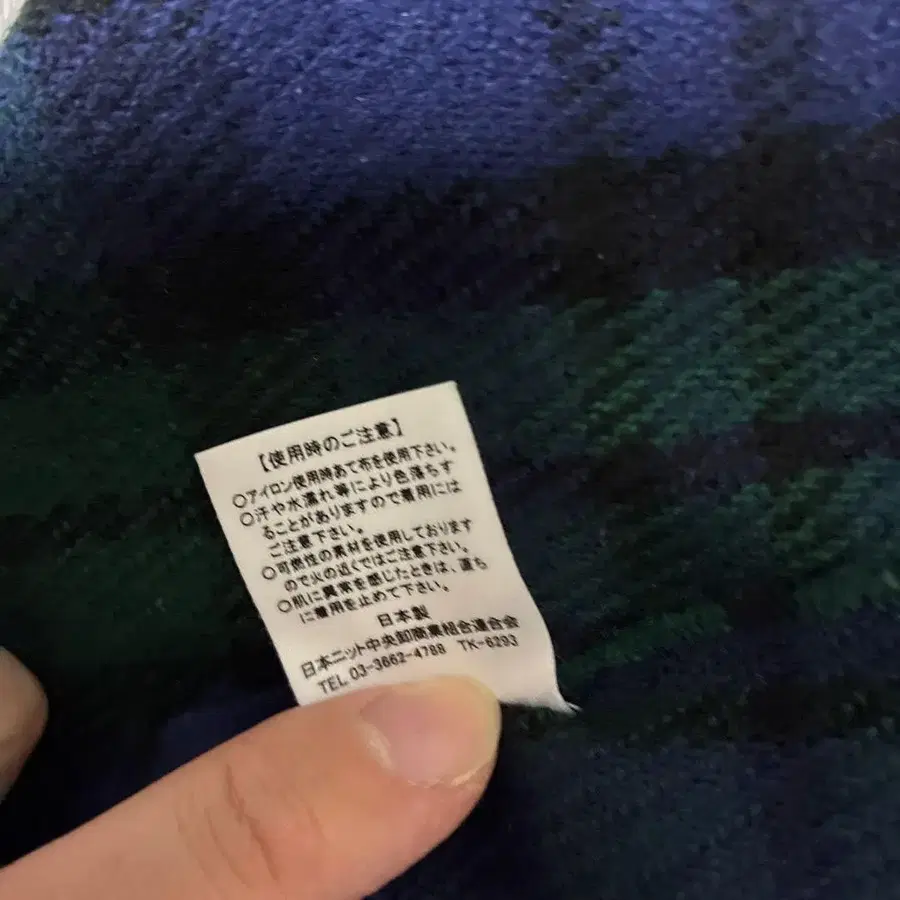 【使用時のご注意】
○アイロン使用時あて布を使用下さい。
○汗や水濡れ等により色落ちす
ることがありますので着用には
ご注意下さい。
○可燃性の素材を使用しております
ので火の近くではご注意下さい。
○肌に異常を感じたときは、直ち
に着用を止めて下さい。
日本製
日本ニット中央卸商業組合連合会
TEL 03-3662-4788 TK-6293